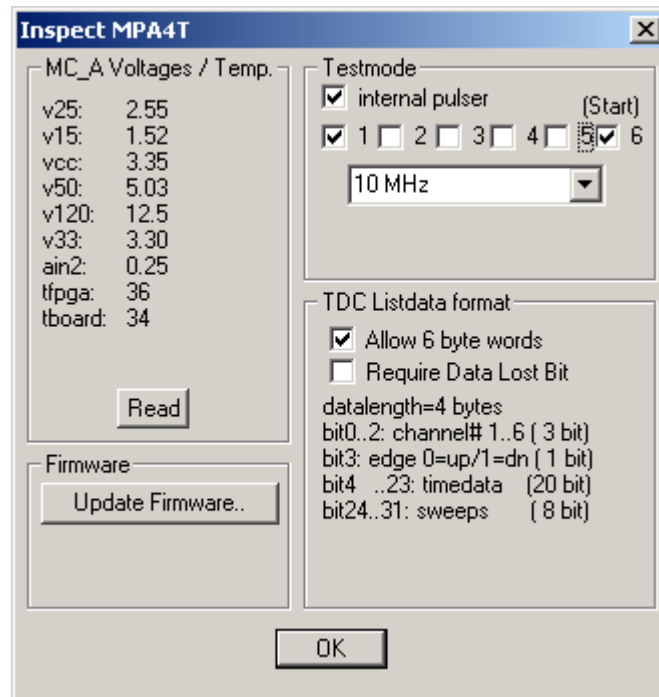 Inspect MPA4T
MC_A Voltages / Temp.
v25: 2.55
v15: 1.52
vcc: 3.35
v50: 5.03
v120: 12.5
v33: 3.30
ain2: 0.25
tfpga: 36
tboard: 34
Read
Firmware
Update Firmware..
Testmode
internal pulser
(Start)
1 2 3 4 5 6
10 MHz
TDC Listdata format
Allow 6 byte words
Require Data Lost Bit
datalength=4 bytes
bit0..2: channel# 1..6 ( 3 bit)
bit3: edge 0=up/1=dn ( 1 bit)
bit4 ..23: timedata (20 bit)
bit24..31: sweeps ( 8 bit)
OK